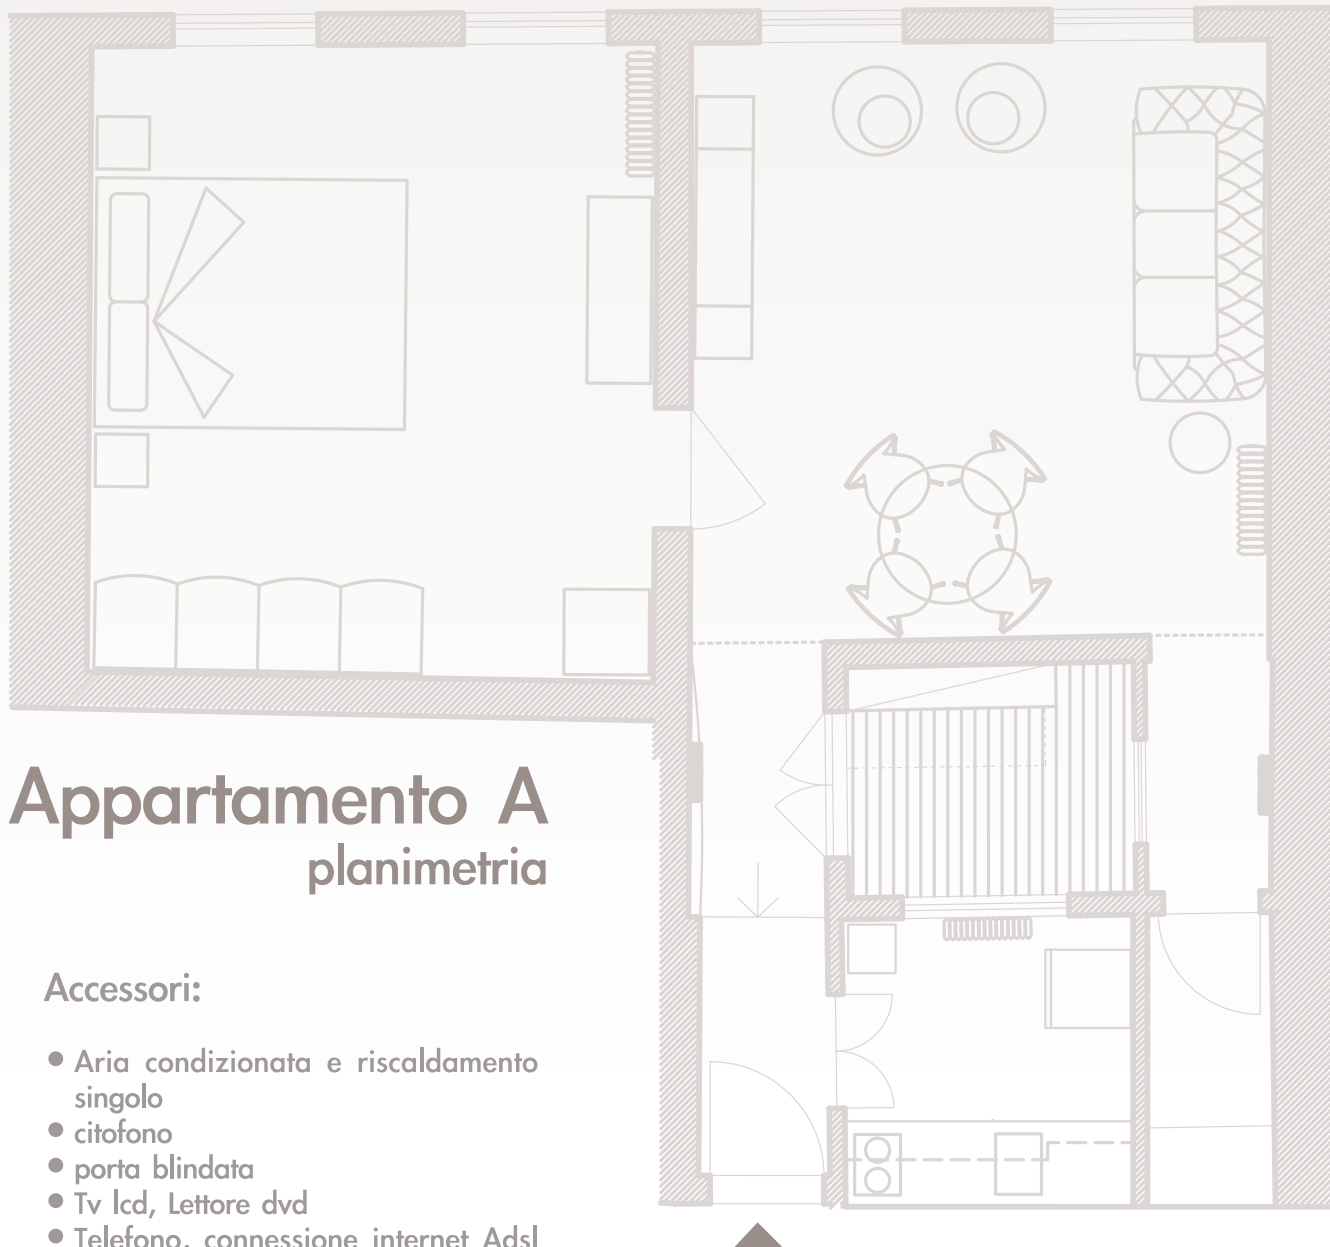 Appartamento A
planimetria
Accessori:
• Aria condizionata e riscaldamento
singolo
• citofono
• porta blindata
• Tv lcd, Lettore dvd
• Telefono, connessione internet Adsl